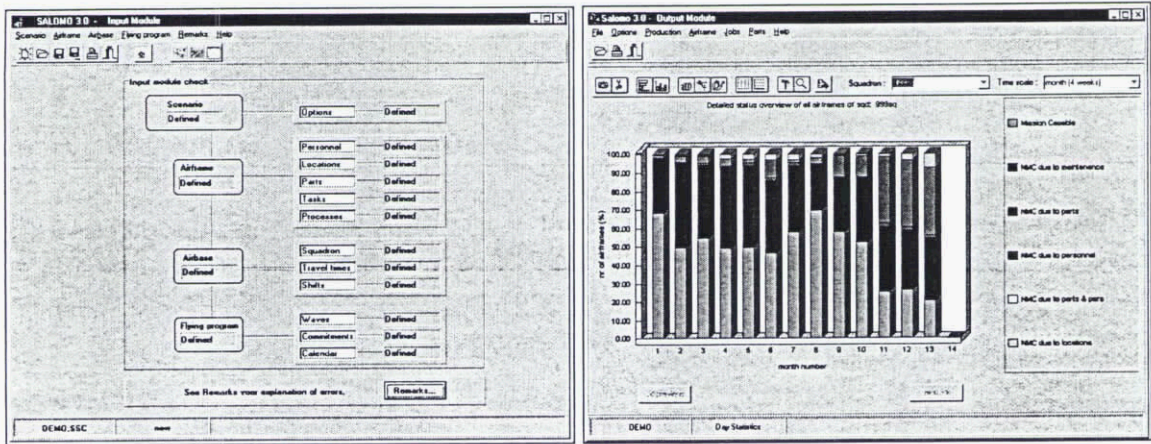 SALOMO 3.0 - Input Module
Scenario Airframe Airbase Flying program Remarks Help
Input module check
Scenario
Defined
Options Defined
Airframe
Defined
Personnel Defined
Locations Defined
Parts Defined
Tasks Defined
Processes Defined
Airbase
Defined
Squadron Defined
Travel times Defined
Shifts Defined
Flying program
Defined
Waves Defined
Commitments Defined
Calendar Defined
See Remarks voor explanation of errors.
Remarks...
DEMO.SSC new
Salomo 3.0 - Output Module
File Options Production Airframe Jobs Parts Help
Squadron :
Time scale : month (4 weeks)
Detailed status overview of all airframes of sqd: 999sq
nr of airframes (%)
100.00
90.00
80.00
70.00
60.00
50.00
40.00
30.00
20.00
10.00
0.00
1 2 3 4 5 6 7 8 9 10 11 12 13 14
month number
Mission Capable
NMC due to maintenance
NMC due to parts
NMC due to personnel
NMC due to parts & pers
NMC due to locations
DEMO Day Statistics